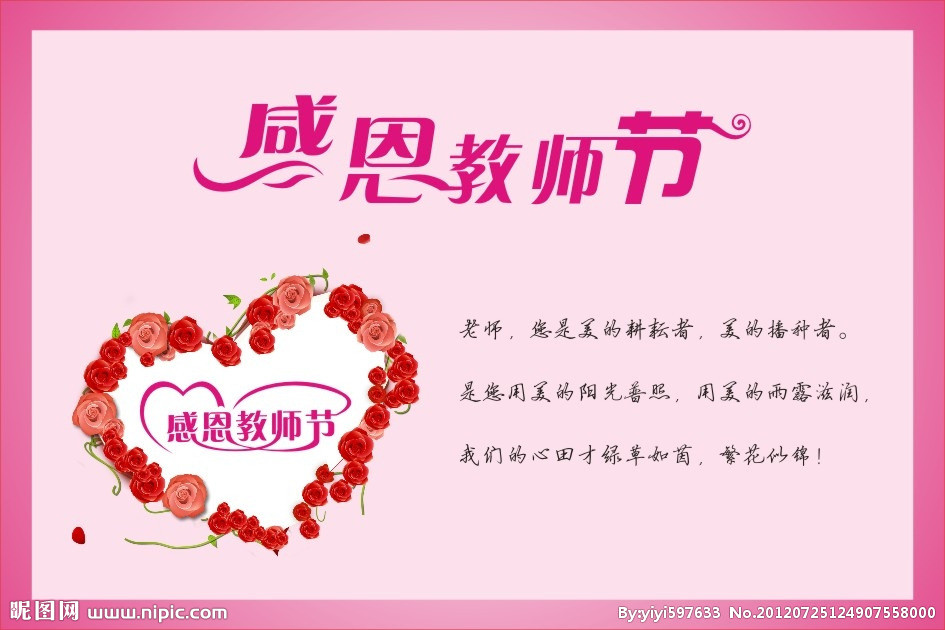 感恩教师节
感恩教师节
老师，您是美的耕耘者，美的播种者。
是您用美的阳光普照，用美的雨露滋润，
我们的心田才绿草如茵，繁花似锦！
昵图网 www.nipic.com
By:yiyi597633 No.20120725124907558000